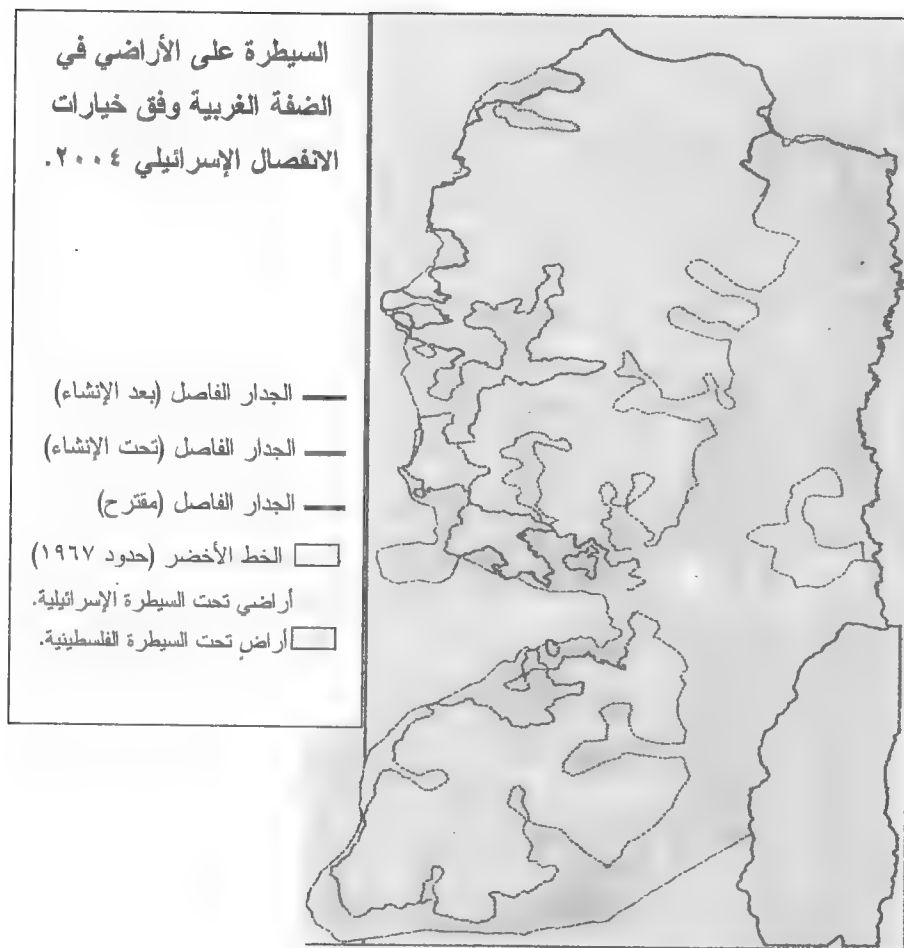 السيطرة على الأراضي في
الضفة الغربية وفق خيارات
الانفصال الإسرائيلي ٢٠٠٤.
الجدار الفاصل (بعد الإنشاء)
الجدار الفاصل (تحت الإنشاء)
الجدار الفاصل (مقترح)
الخط الأخضر (حدود ١٩٦٧)
أراضي تحت السيطرة الإسرائيلية.
أراضٍ تحت السيطرة الفلسطينية.